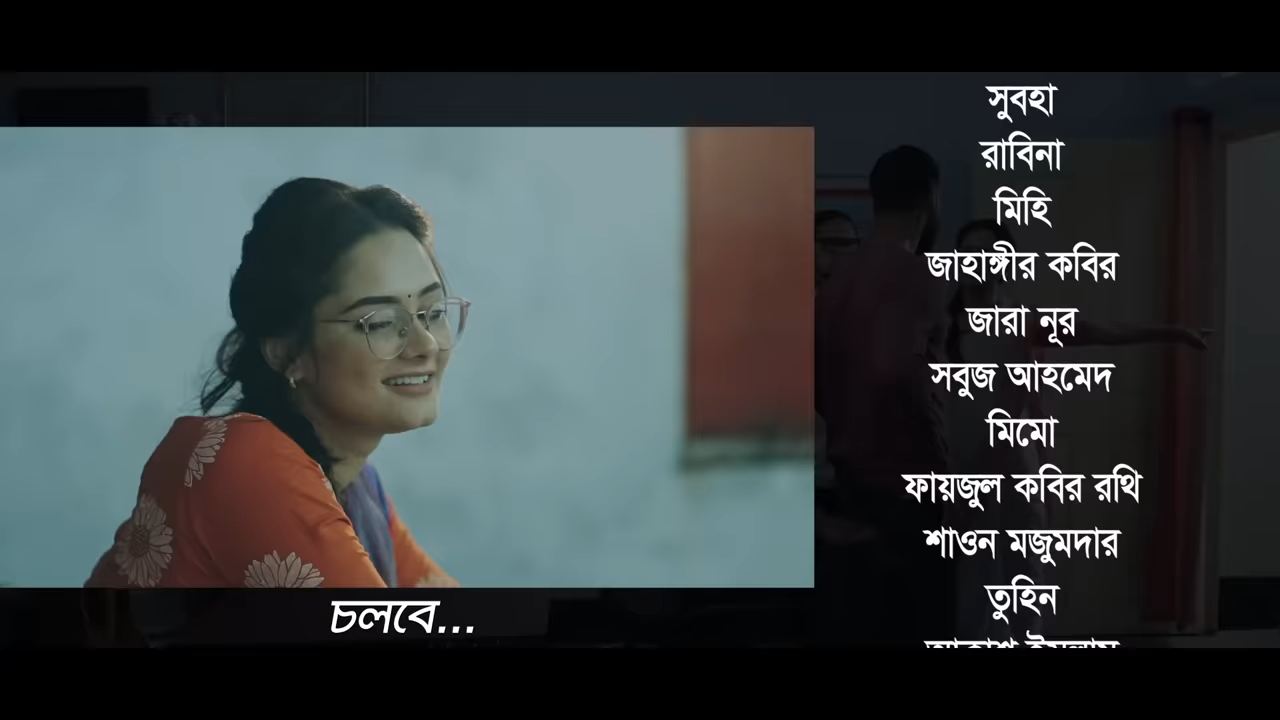 সুবহা
রাবিনা
মিহি
জাহাঙ্গীর কবির
জারা নূর
সবুজ আহমেদ
মিমো
ফায়জুল কবির রথি
শাওন মজুমদার
তুহিন
চলবে...